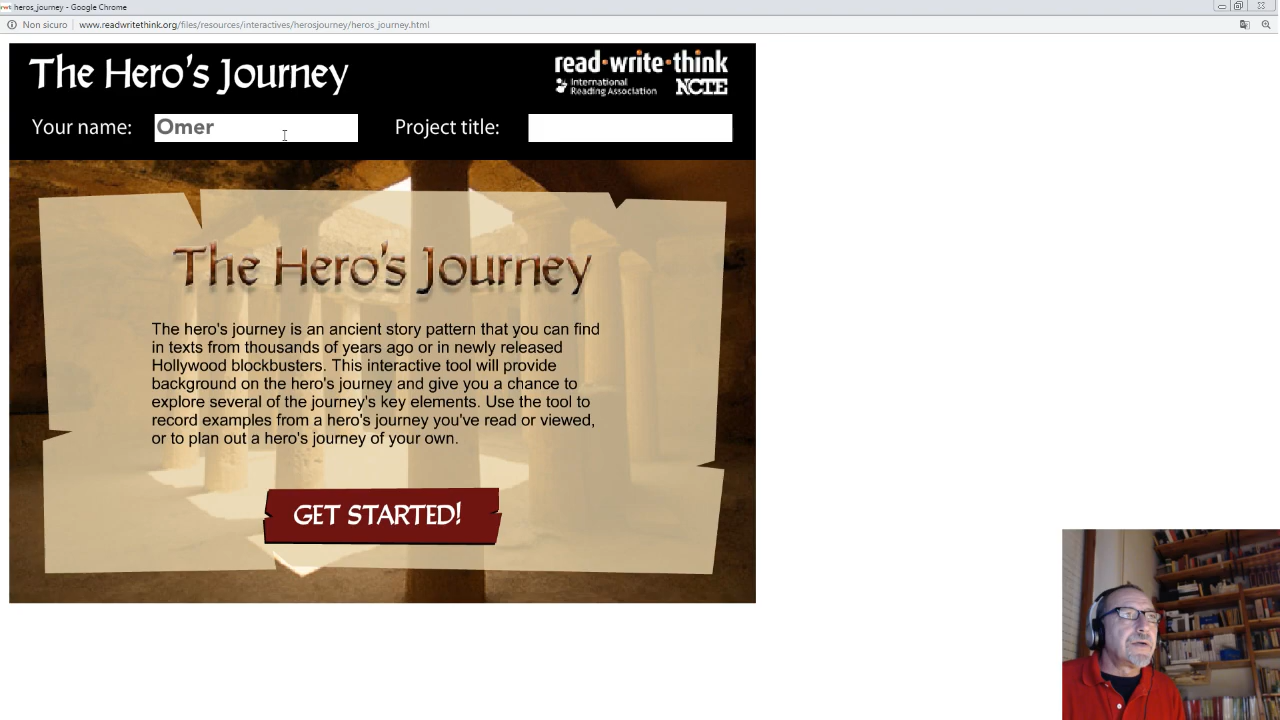 heros_journey - Google Chrome
Non sicuro www.readwritethink.org/files/resources/interactives/herosjourney/heros_journey.html
The Hero's Journey
read·write·think
International
Reading Association
NCTE
Your name: Omer
Project title:
The Hero's Journey
The hero's journey is an ancient story pattern that you can find
in texts from thousands of years ago or in newly released
Hollywood blockbusters. This interactive tool will provide
background on the hero's journey and give you a chance to
explore several of the journey's key elements. Use the tool to
record examples from a hero's journey you've read or viewed,
or to plan out a hero's journey of your own.
GET STARTED!